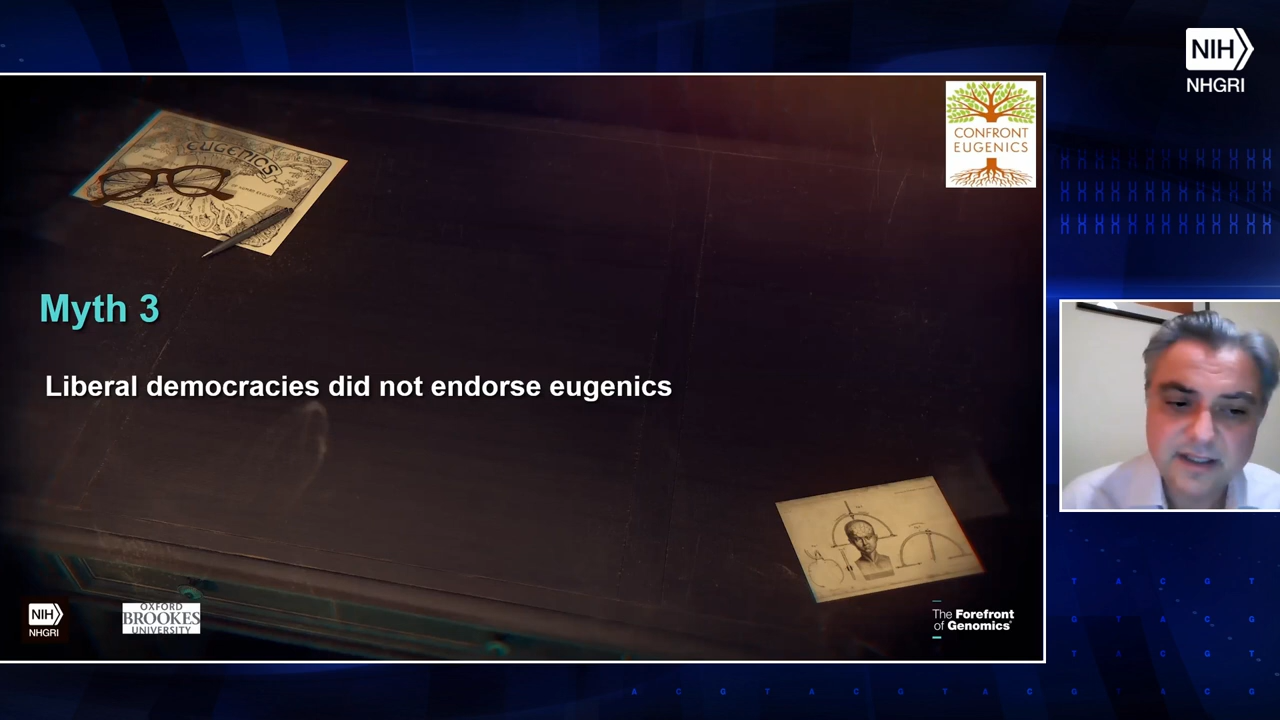 NIH
NHGRI
CONFRONT
EUGENICS
EUGENICS
Myth 3
Liberal democracies did not endorse eugenics
NIH
NHGRI
OXFORD
BROOKES
UNIVERSITY
The Forefront
of Genomics
T A C G T
G T A C G
T A C G T
A C G T A C G T A C G T A C G